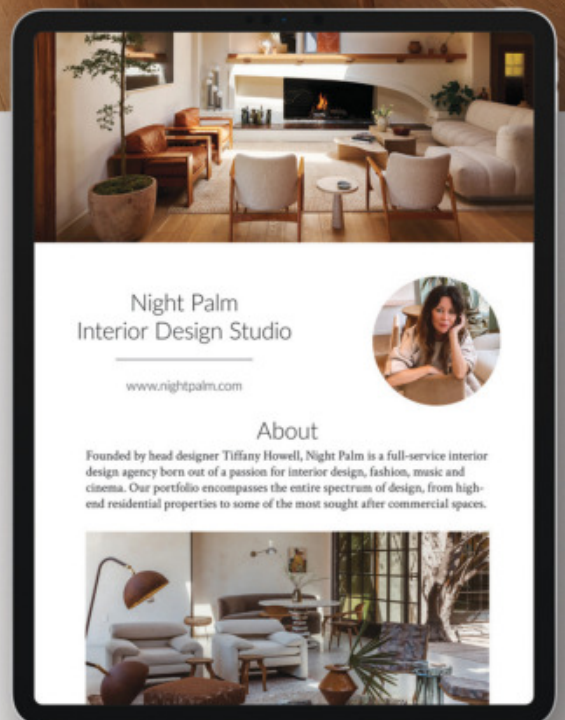 Night Palm
Interior Design Studio
www.nightpalm.com
About
Founded by head designer Tiffany Howell, Night Palm is a full-service interior
design agency born out of a passion for interior design, fashion, music and
cinema. Our portfolio encompasses the entire spectrum of design, from high-
end residential properties to some of the most sought after commercial spaces.